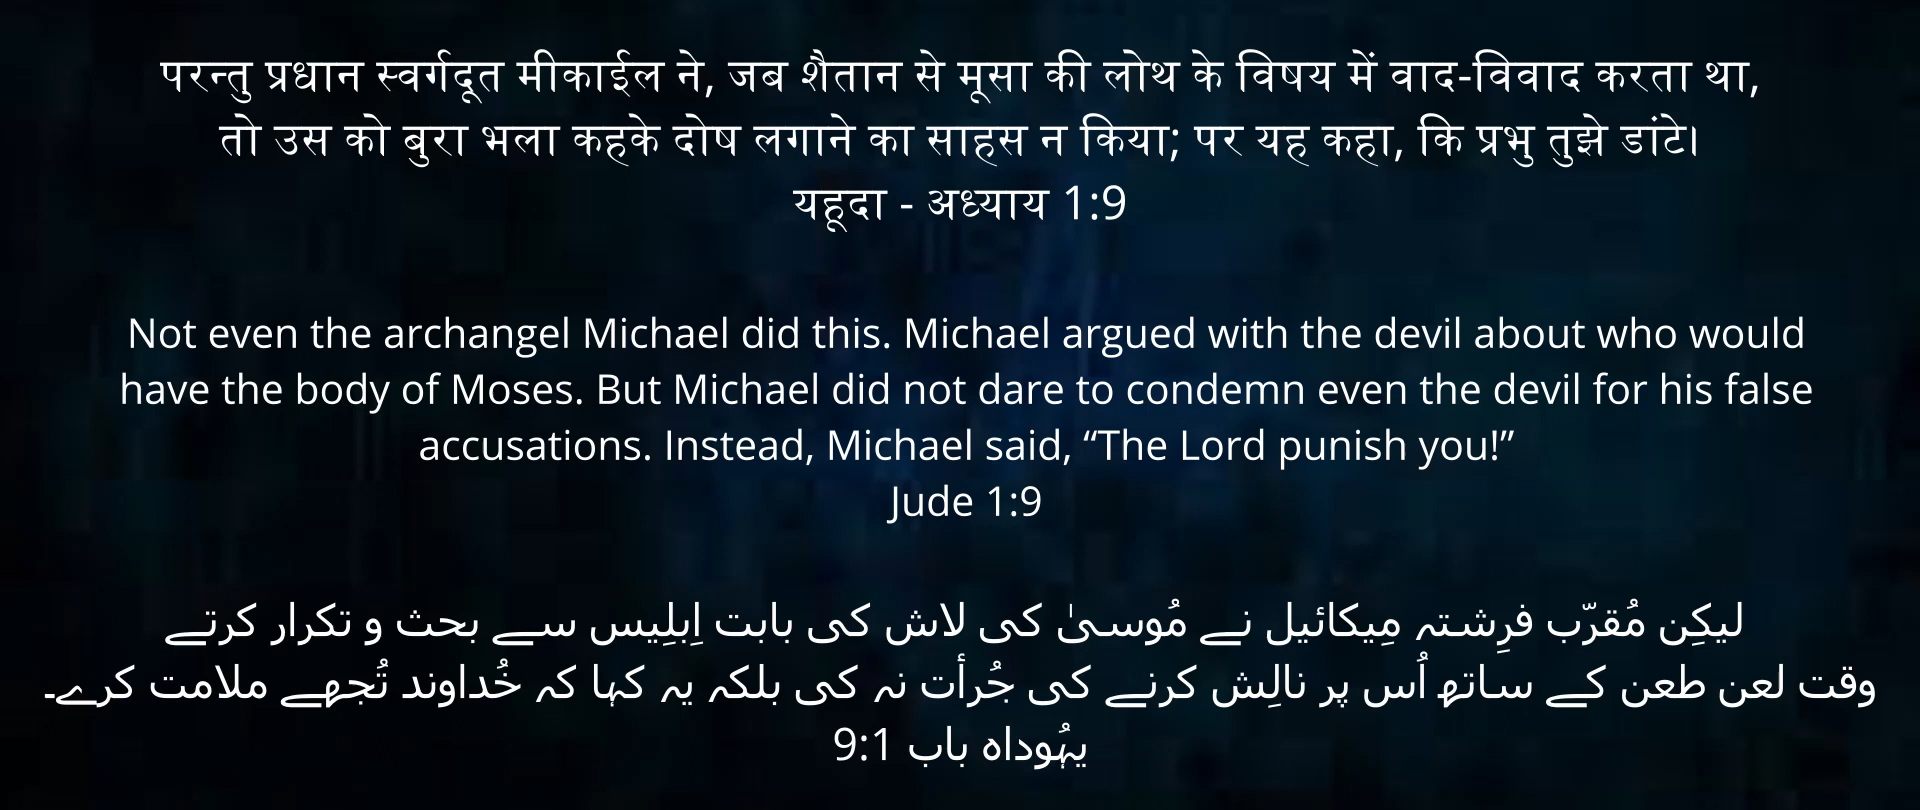 परन्तु प्रधान स्वर्गदूत मीकाईल ने, जब शैतान से मूसा की लोथ के विषय में वाद-विवाद करता था,
तो उस को बुरा भला कहके दोष लगाने का साहस न किया; पर यह कहा, कि प्रभु तुझे डांटे।
यहूदा - अध्याय 1:9
Not even the archangel Michael did this. Michael argued with the devil about who would
have the body of Moses. But Michael did not dare to condemn even the devil for his false
accusations. Instead, Michael said, “The Lord punish you!”
Jude 1:9
لیکِن مُقرّب فرِشتہ مِیکائیل نے مُوسیٰ کی لاش کی بابت اِبلِیس سے بحث و تکرار کرتے
وقت لعن طعن کے ساتھ اُس پر نالِش کرنے کی جُرأت نہ کی بلکہ یہ کہا کہ خُداوند تُجھے ملامت کرے۔
یہُوداہ باب 9:1